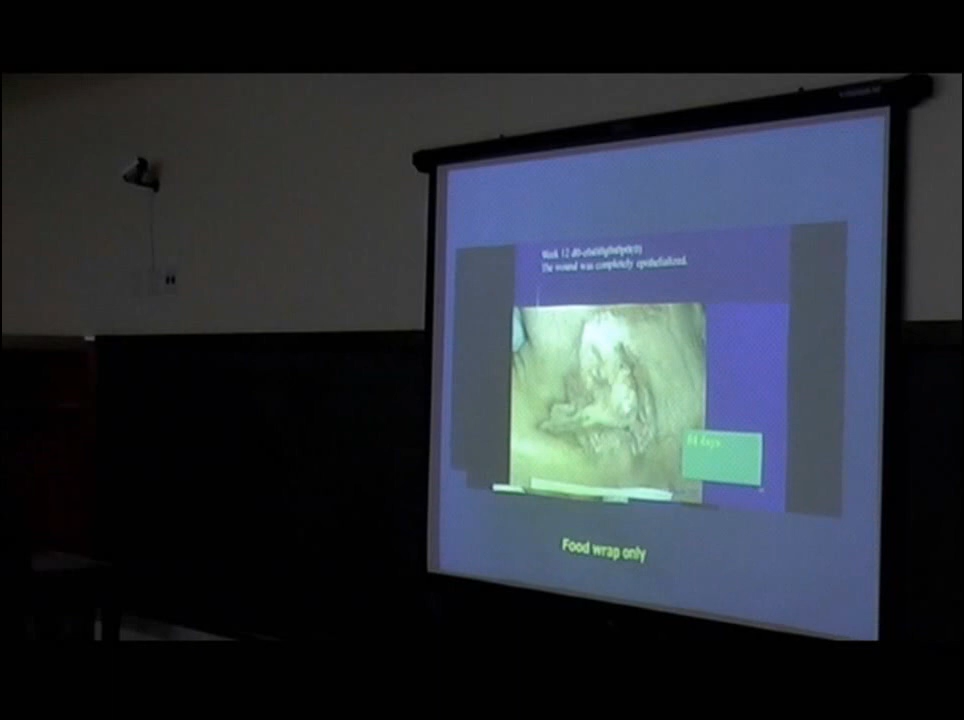 Week 12
The wound was completely epithelialized.
84 days
Food wrap only